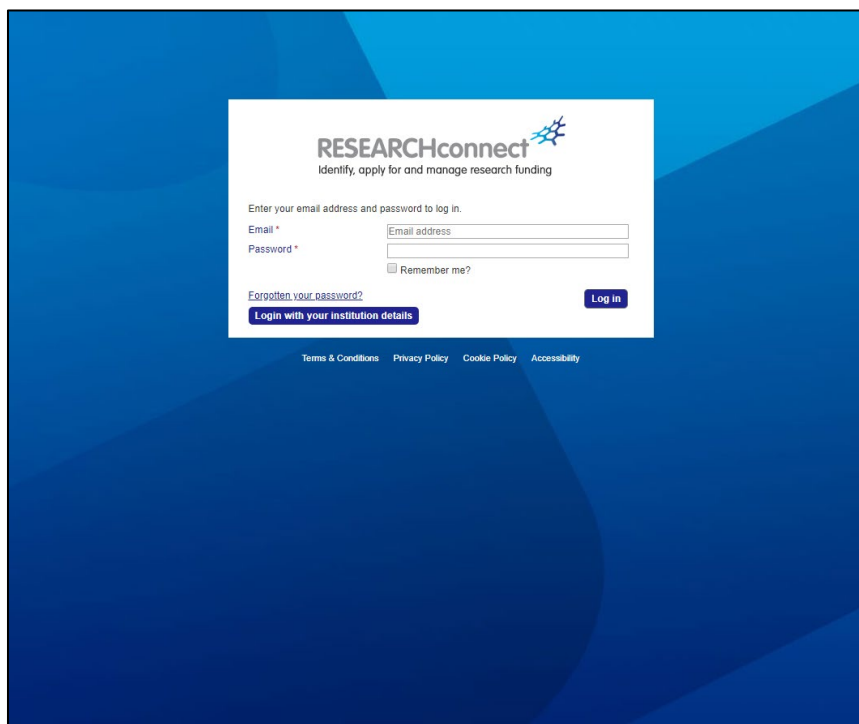 RESEARCHconnect
Identify, apply for and manage research funding
Enter your email address and password to log in.
Email * Email address
Password *
Remember me?
Forgotten your password? Log in
Login with your institution details
Terms & Conditions Privacy Policy Cookie Policy Accessibility